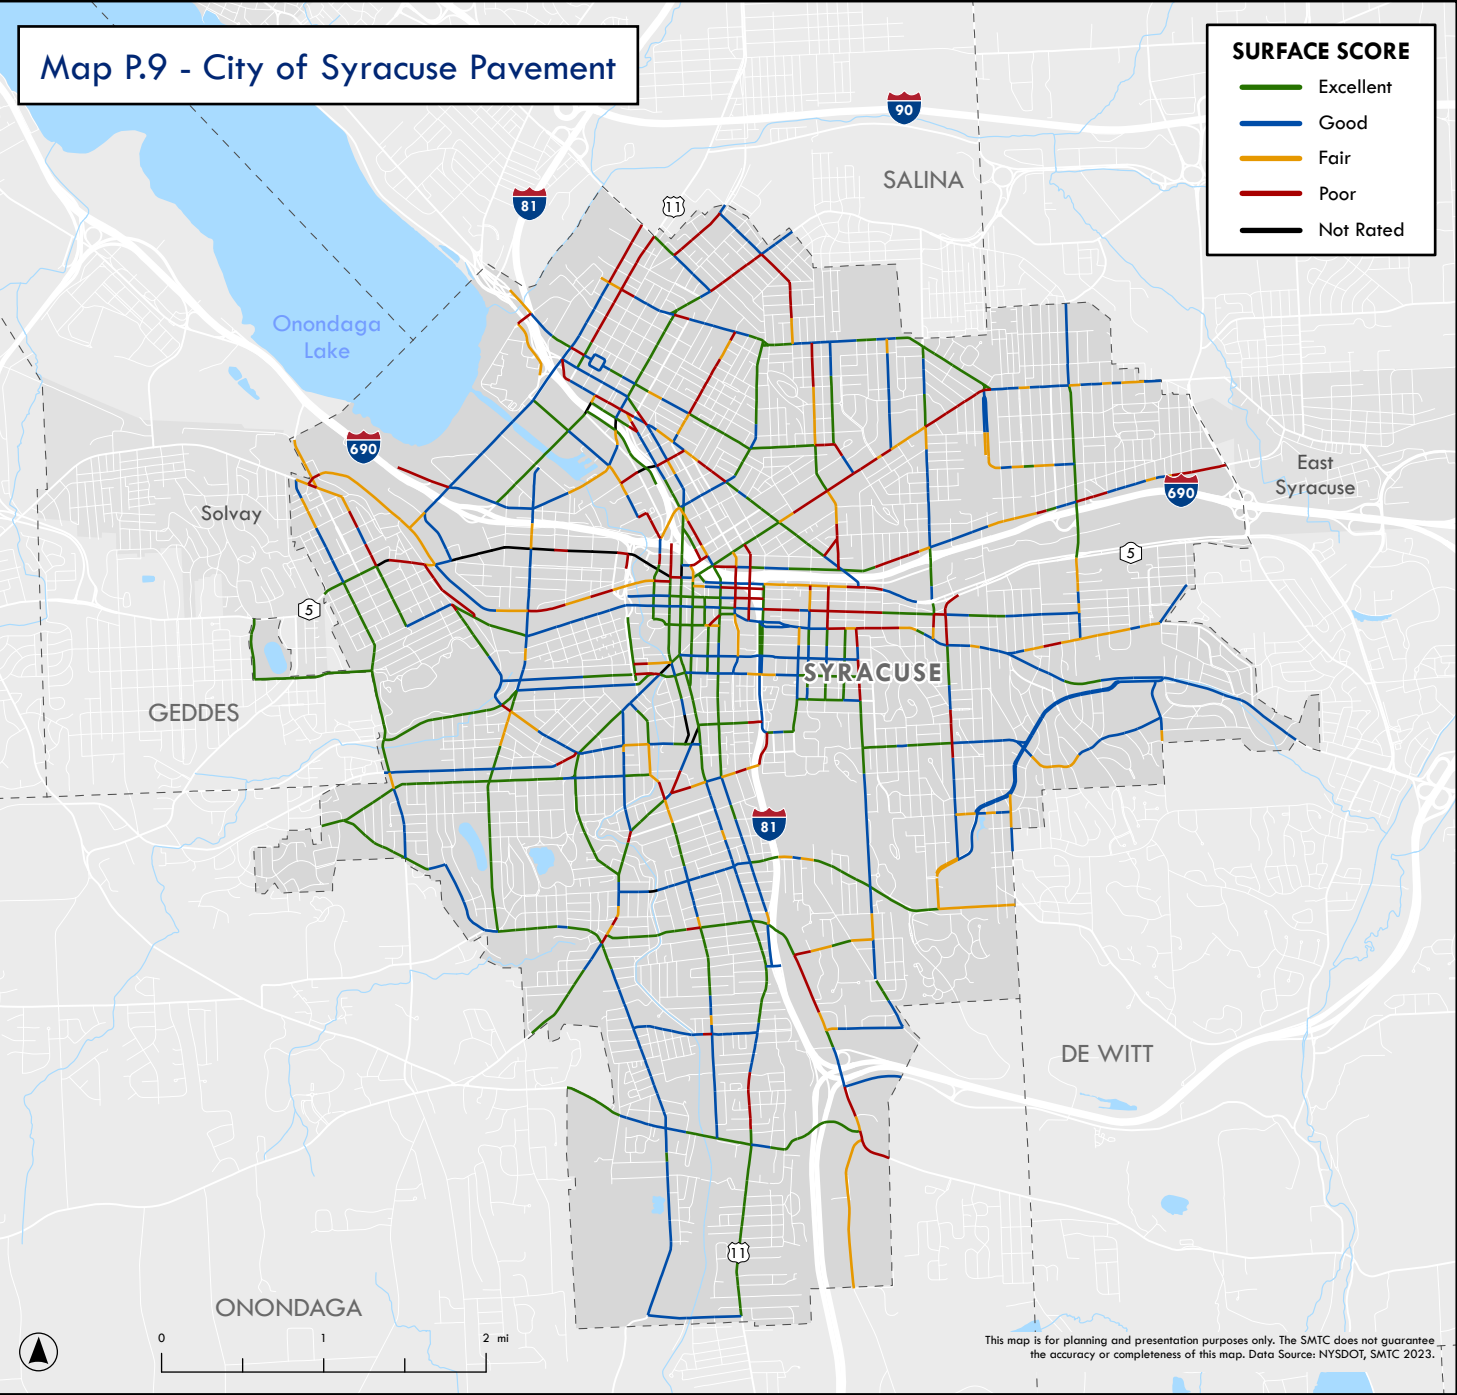 Map P.9 - City of Syracuse Pavement
SURFACE SCORE
Excellent
Good
Fair
Poor
Not Rated
90
SALINA
81
11
Onondaga
Lake
690
Solvay
East
Syracuse
690
5
5
SYRACUSE
GEDDES
81
DE WITT
11
ONONDAGA
0 1 2 mi
This map is for planning and presentation purposes only. The SMTC does not guarantee
the accuracy or completeness of this map. Data Source: NYSDOT, SMTC 2023.